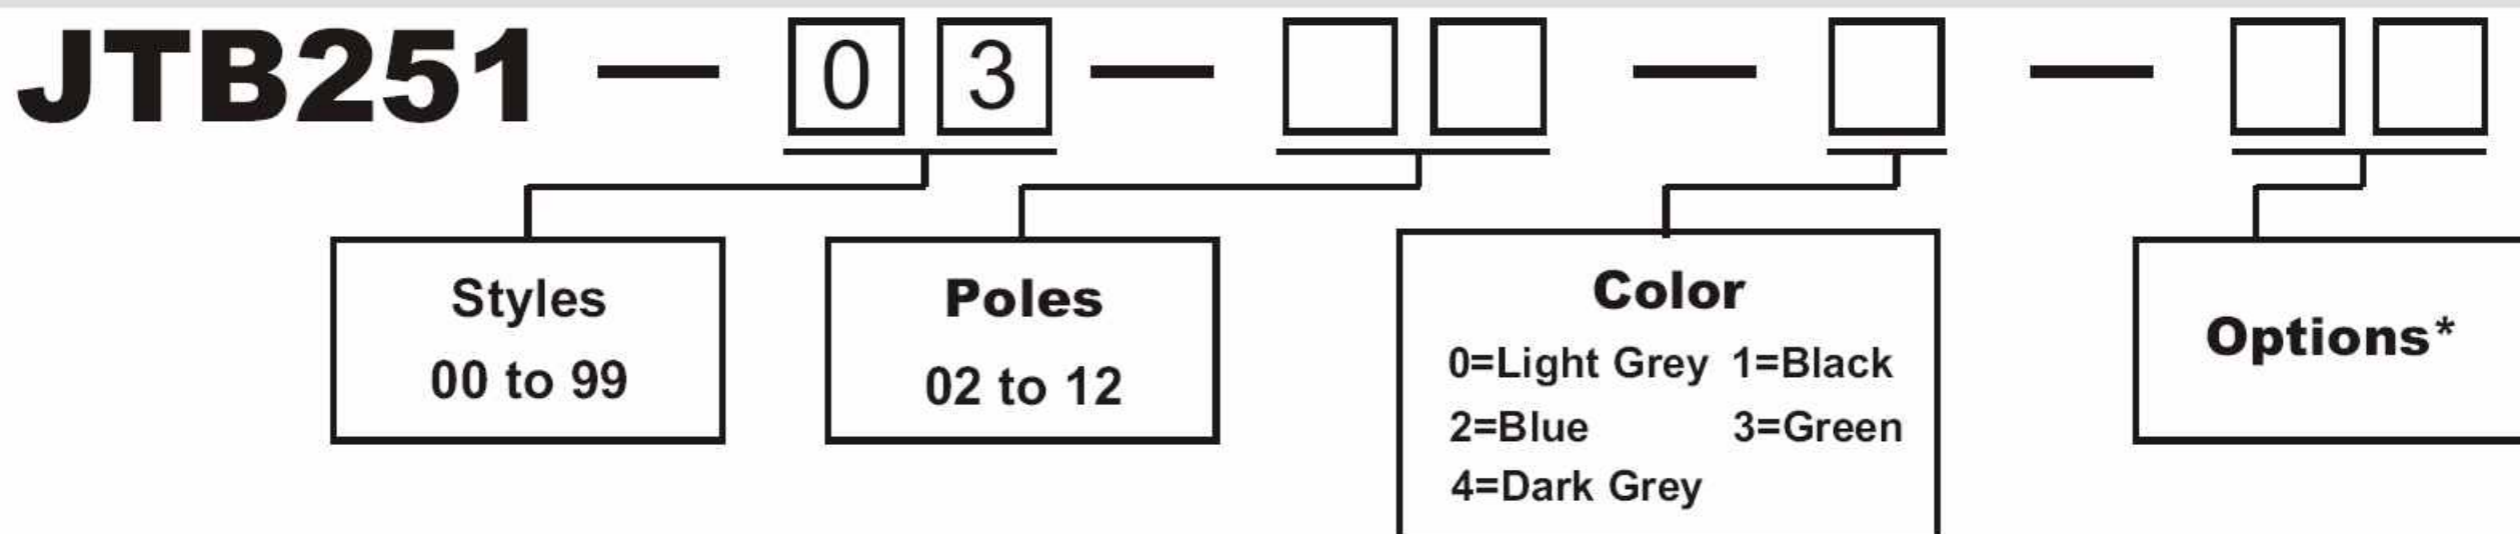 JTB251 — 0 3 — — —
Styles
00 to 99
Poles
02 to 12
Color
0=Light Grey 1=Black
2=Blue 3=Green
4=Dark Grey
Options*